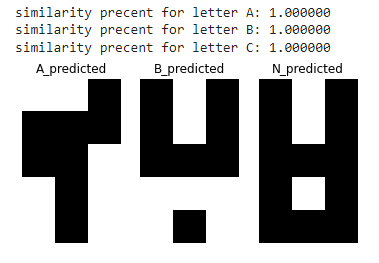 similarity precent for letter A: 1.000000
similarity precent for letter B: 1.000000
similarity precent for letter C: 1.000000
A_predicted B_predicted N_predicted